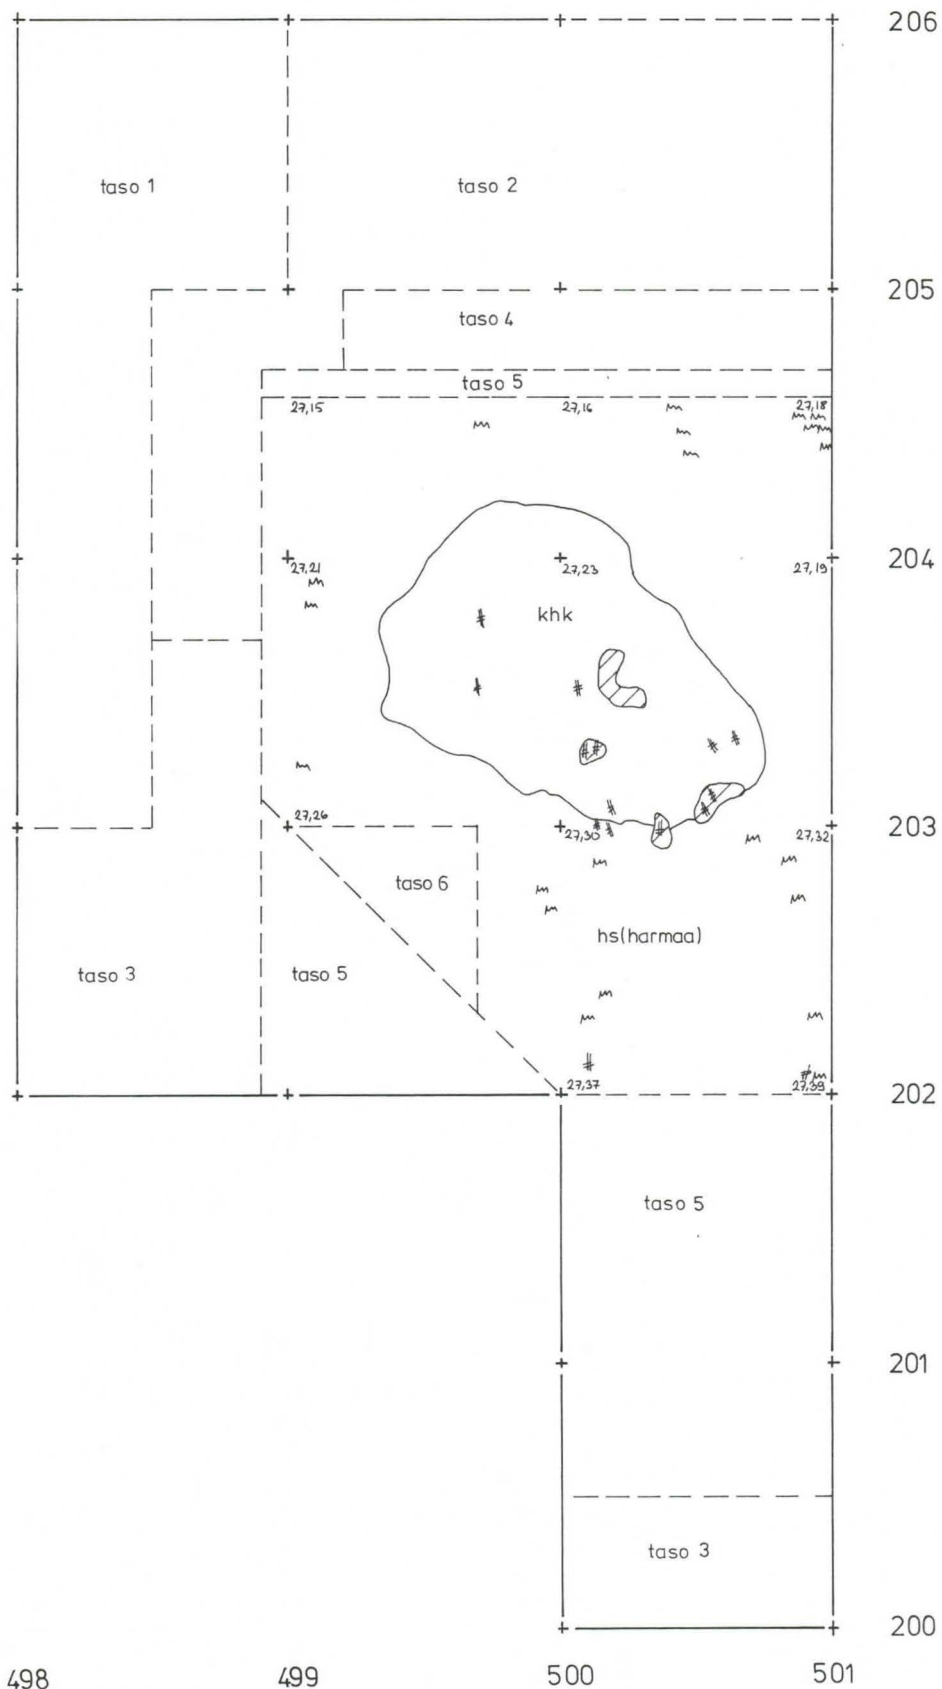 206
taso 1 taso 2
205
taso 4
taso 5
27,15 27,16 27,18
204
27,21 27,23 27,19
khk
203
27,26 27,30 27,32
taso 6
hs(harmaa)
taso 3 taso 5
27,37 27,39
202
taso 5
201
taso 3
200
498 499 500 501